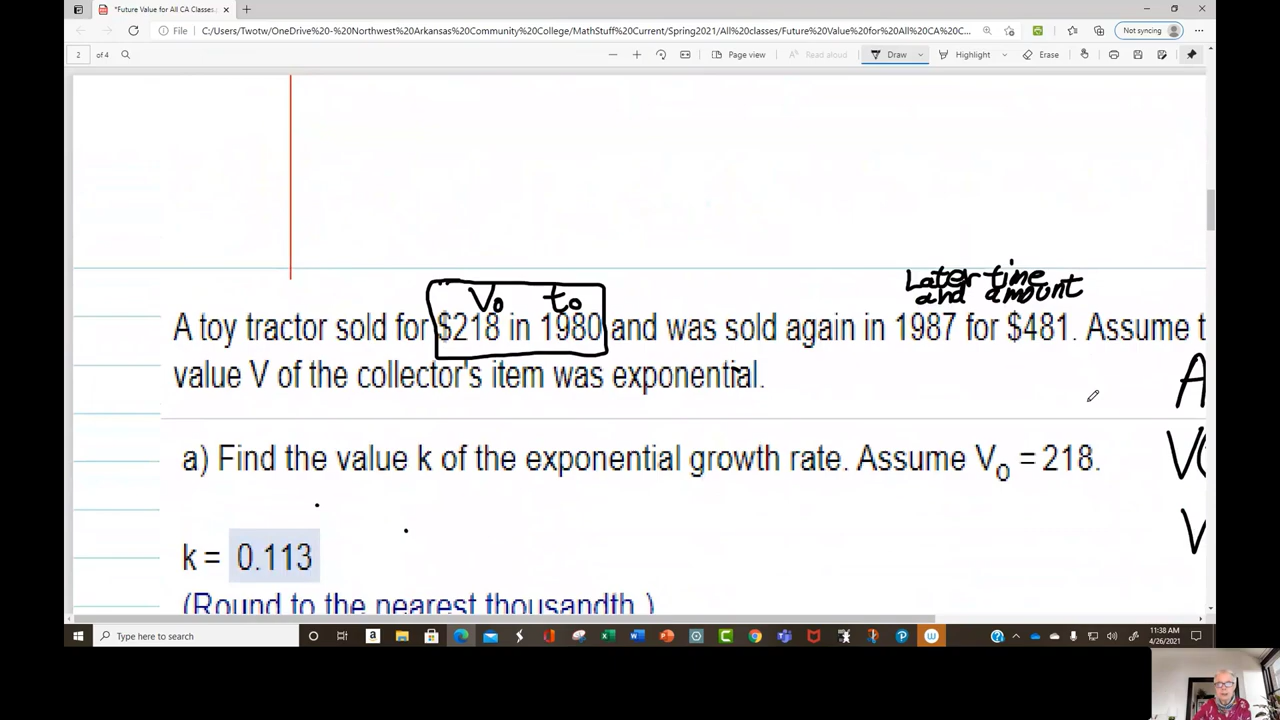 *Future Value for All CA Classes
File
C:/Users/Twotw/OneDrive%20-%20Northwest%20Arkansas%20Community%20College/MathStuff/Current/Spring2021/All%20classes/Future%20Value%20for%20All%20CA%20C...
Not syncing
2 of 4
Page view
Read aloud
Draw
Highlight
Erase
Later time
and amount
V0 t0
A toy tractor sold for $218 in 1980 and was sold again in 1987 for $481. Assume t
value V of the collector's item was exponential.
A
a) Find the value k of the exponential growth rate. Assume V0 = 218.
V0
V
k = 0.113
(Round to the nearest thousandth.)
Type here to search
11:38 AM
4/26/2021